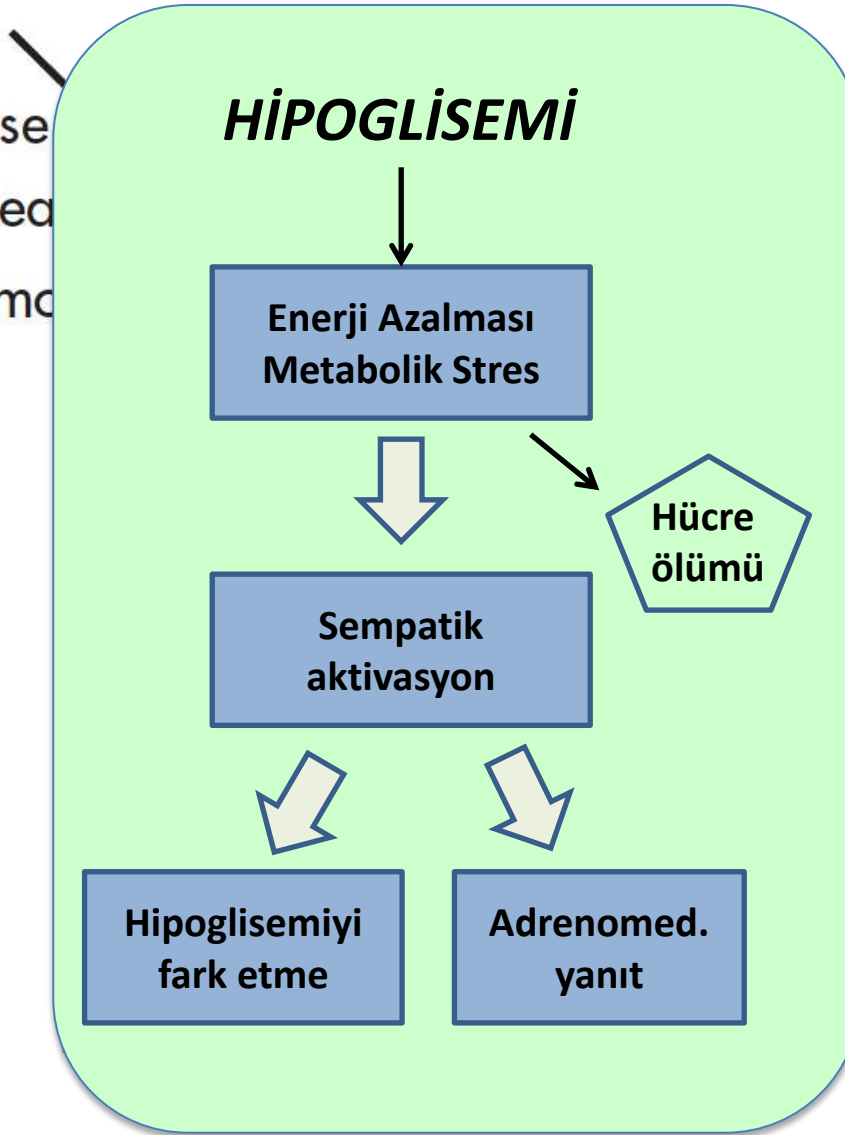 HİPOGLİSEMİ
Enerji Azalması
Metabolik Stres
Hücre
ölümü
Sempatik
aktivasyon
Hipoglisemiyi
fark etme
Adrenomed.
yanıt